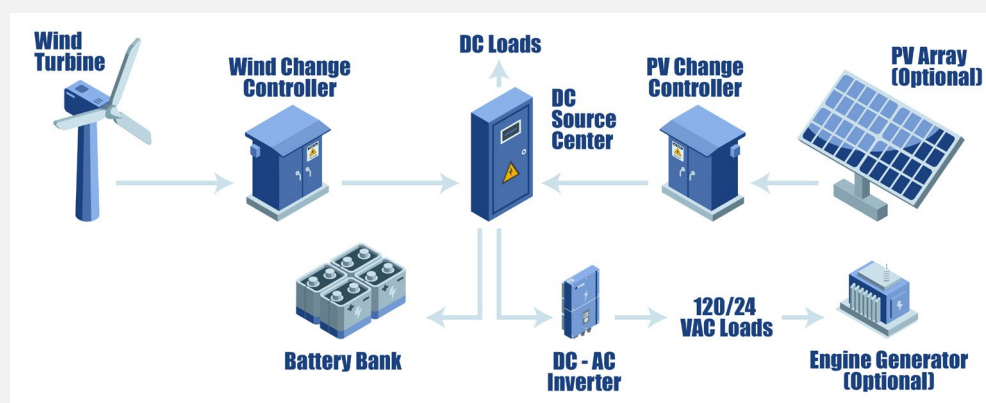 Wind
Turbine
Wind Change
Controller
DC Loads
DC
Source
Center
PV Change
Controller
PV Array
(Optional)
Battery Bank
DC - AC
Inverter
120/24
VAC Loads
Engine Generator
(Optional)